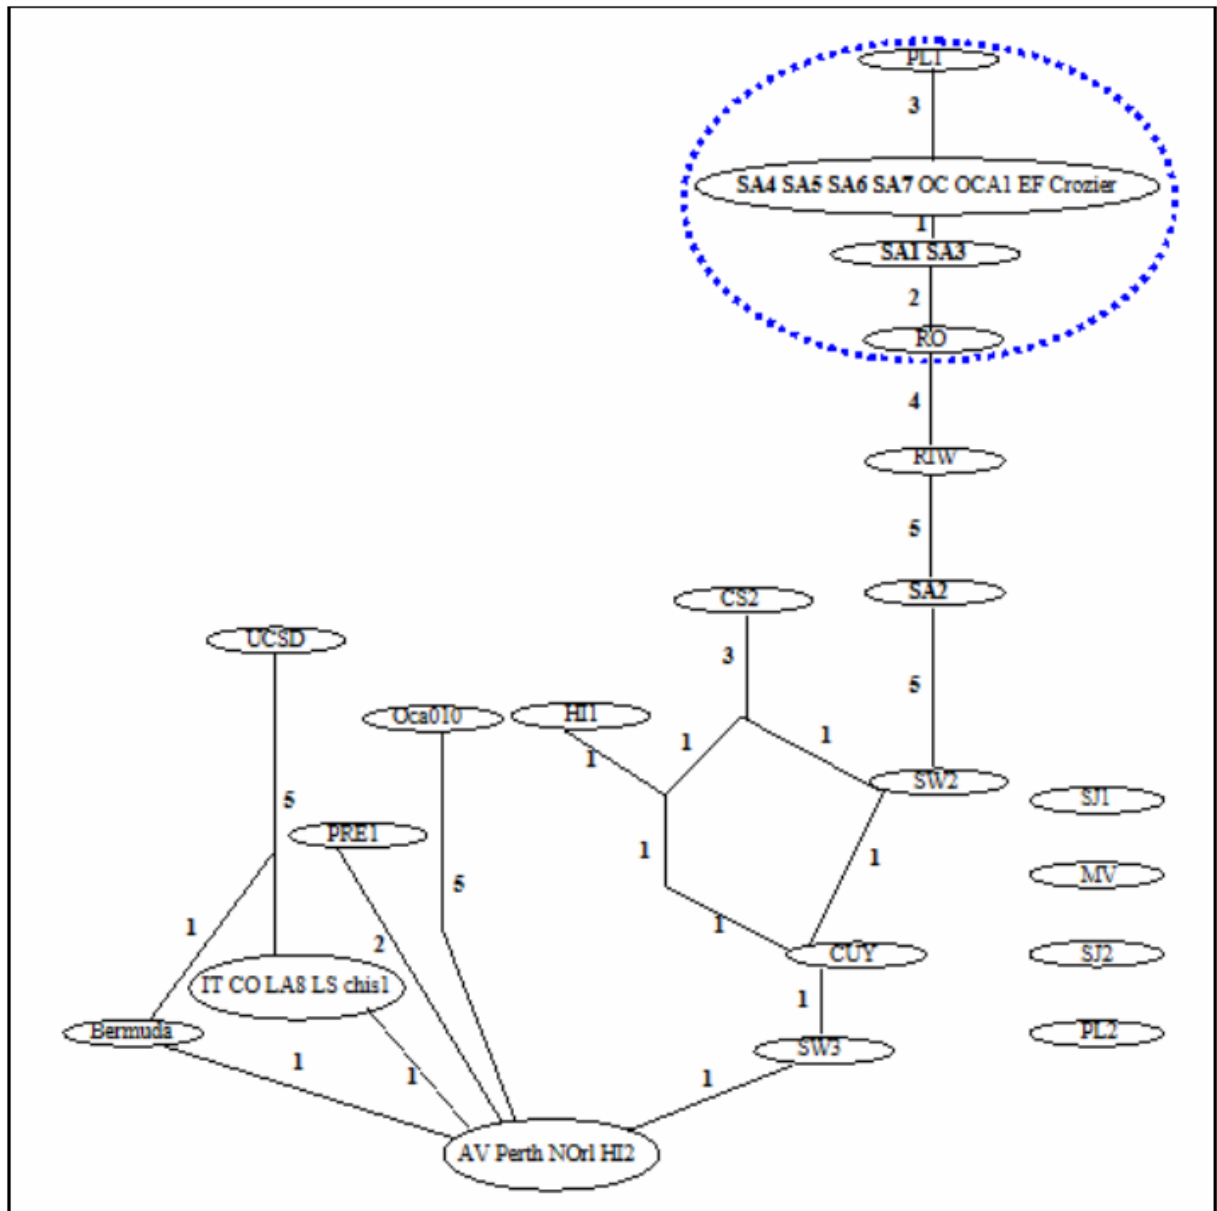 PL1
3
SA4 SA5 SA6 SA7 OC OCA1 EF Crozier
1
SA1 SA3
2
RO
4
RIW
5
SA2
CS2
UCSD
3
5
Oca010
HI1
1
1
1
SW2
5
SJ1
PRE1
1
1
5
MV
1
2
1
CUY
SJ2
IT CO LA8 LS chis1
1
Bermuda
SW3
PL2
1
1
1
AV Perth NOrl HI2